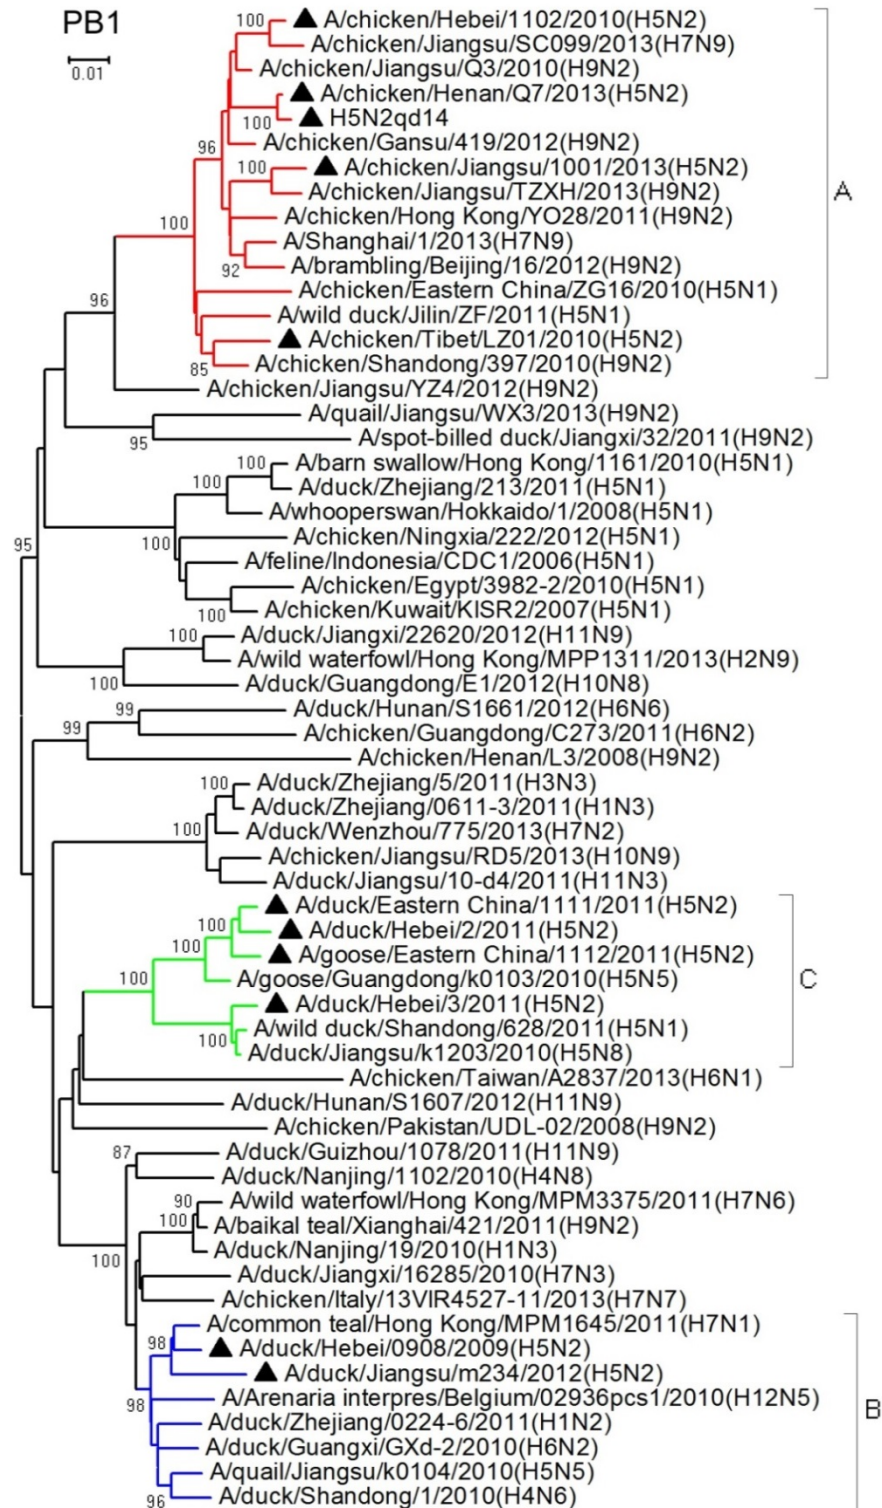 PB1
0.01
100 A/chicken/Hebei/1102/2010(H5N2)
A/chicken/Jiangsu/SC099/2013(H7N9)
A/chicken/Jiangsu/Q3/2010(H9N2)
A/chicken/Henan/Q7/2013(H5N2)
100 H5N2qd14
96 A/chicken/Gansu/419/2012(H9N2)
100 A/chicken/Jiangsu/1001/2013(H5N2)
A/chicken/Jiangsu/TZXH/2013(H9N2)
A
A/chicken/Hong Kong/YO28/2011(H9N2)
100 A/Shanghai/1/2013(H7N9)
92 A/brambling/Beijing/16/2012(H9N2)
A/chicken/Eastern China/ZG16/2010(H5N1)
96 A/wild duck/Jilin/ZF/2011(H5N1)
A/chicken/Tibet/LZ01/2010(H5N2)
85 A/chicken/Shandong/397/2010(H9N2)
A/chicken/Jiangsu/YZ4/2012(H9N2)
A/quail/Jiangsu/WX3/2013(H9N2)
95 A/spot-billed duck/Jiangxi/32/2011(H9N2)
100 A/barn swallow/Hong Kong/1161/2010(H5N1)
100 A/duck/Zhejiang/213/2011(H5N1)
A/whooperswan/Hokkaido/1/2008(H5N1)
95 100 A/chicken/Ningxia/222/2012(H5N1)
A/feline/Indonesia/CDC1/2006(H5N1)
A/chicken/Egypt/3982-2/2010(H5N1)
100 A/chicken/Kuwait/KISR2/2007(H5N1)
100 A/duck/Jiangxi/22620/2012(H11N9)
A/wild waterfowl/Hong Kong/MPP1311/2013(H2N9)
100 A/duck/Guangdong/E1/2012(H10N8)
99 A/duck/Hunan/S1661/2012(H6N6)
99 A/chicken/Guangdong/C273/2011(H6N2)
A/chicken/Henan/L3/2008(H9N2)
100 A/duck/Zhejiang/5/2011(H3N3)
A/duck/Zhejiang/0611-3/2011(H1N3)
100 A/duck/Wenzhou/775/2013(H7N2)
A/chicken/Jiangsu/RD5/2013(H10N9)
A/duck/Jiangsu/10-d4/2011(H11N3)
A/duck/Eastern China/1111/2011(H5N2)
100 A/duck/Hebei/2/2011(H5N2)
100 A/goose/Eastern China/1112/2011(H5N2)
100 A/goose/Guangdong/k0103/2010(H5N5)
C
A/duck/Hebei/3/2011(H5N2)
A/wild duck/Shandong/628/2011(H5N1)
100 A/duck/Jiangsu/k1203/2010(H5N8)
A/chicken/Taiwan/A2837/2013(H6N1)
A/duck/Hunan/S1607/2012(H11N9)
A/chicken/Pakistan/UDL-02/2008(H9N2)
87 A/duck/Guizhou/1078/2011(H11N9)
A/duck/Nanjing/1102/2010(H4N8)
90 A/wild waterfowl/Hong Kong/MPM3375/2011(H7N6)
100 A/baikal teal/Xianghai/421/2011(H9N2)
A/duck/Nanjing/19/2010(H1N3)
100 A/duck/Jiangxi/16285/2010(H7N3)
A/chicken/Italy/13VIR4527-11/2013(H7N7)
A/common teal/Hong Kong/MPM1645/2011(H7N1)
98 A/duck/Hebei/0908/2009(H5N2)
A/duck/Jiangsu/m234/2012(H5N2)
98 A/Arenaria interpres/Belgium/02936pcs1/2010(H12N5)
B
A/duck/Zhejiang/0224-6/2011(H1N2)
A/duck/Guangxi/GXd-2/2010(H6N2)
A/quail/Jiangsu/k0104/2010(H5N5)
96 A/duck/Shandong/1/2010(H4N6)